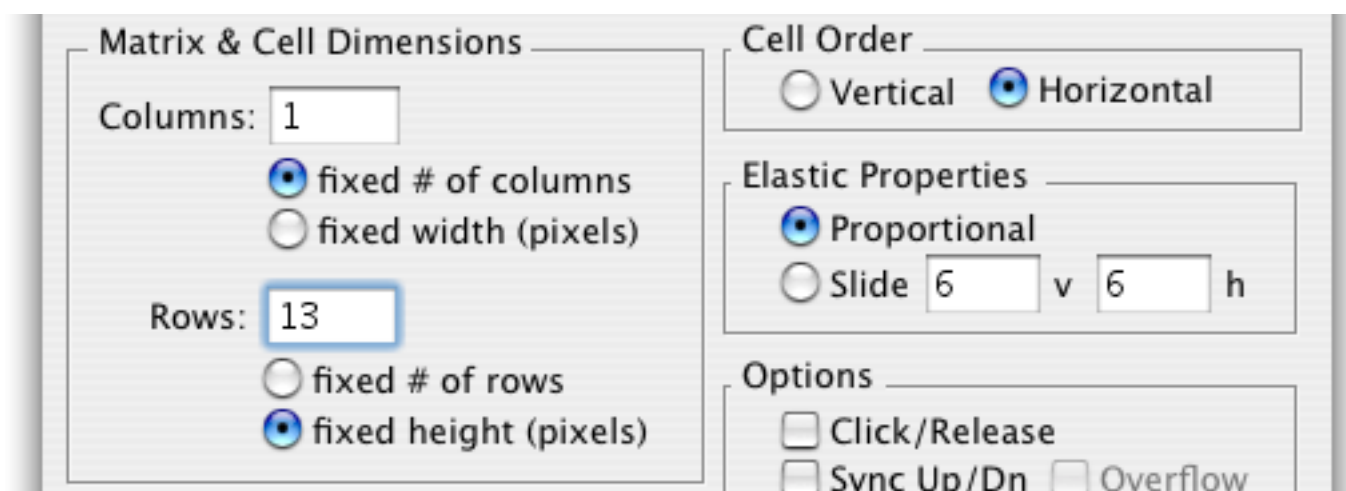 Matrix & Cell Dimensions
Columns: 1
fixed # of columns
fixed width (pixels)
Rows: 13
fixed # of rows
fixed height (pixels)
Cell Order
Vertical Horizontal
Elastic Properties
Proportional
Slide 6 v 6 h
Options
Click/Release
Sync Up/Dn Overflow